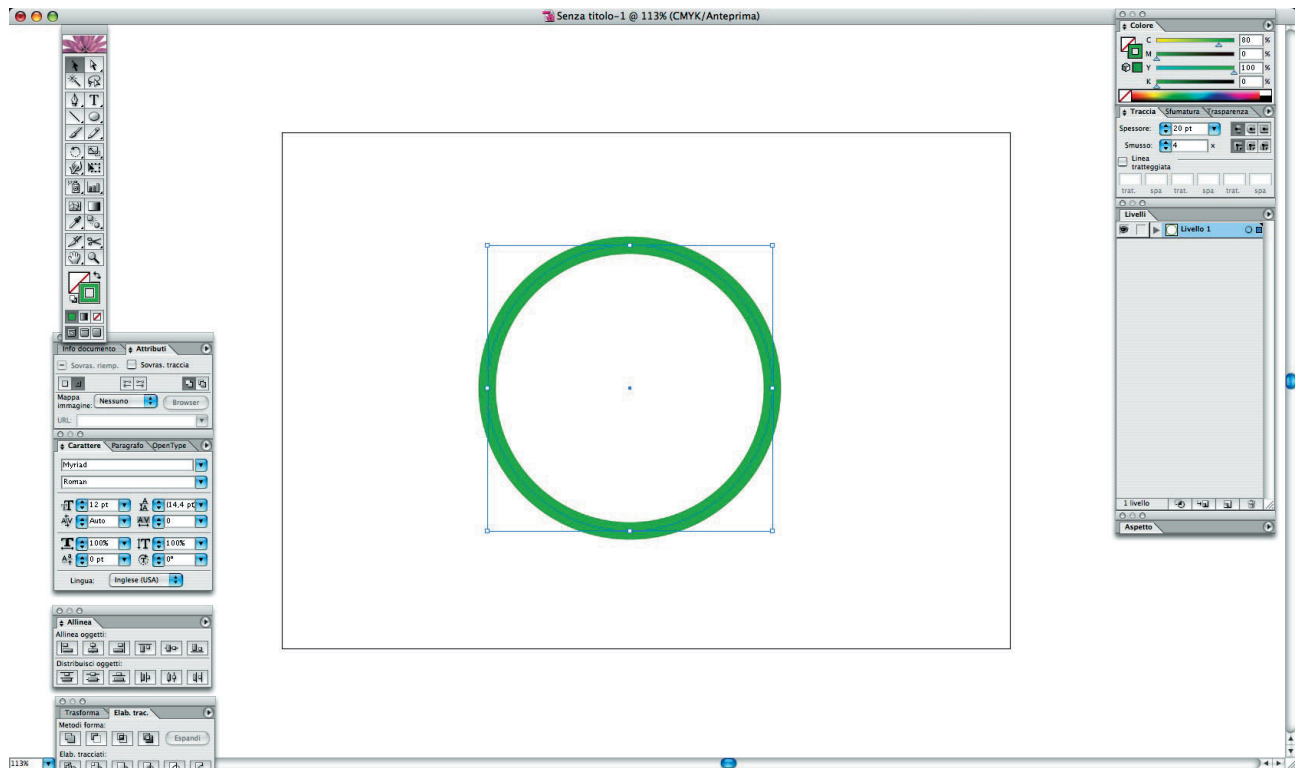 Senza titolo-1 @ 113% (CMYK/Anteprima)
T
Info documento Attributi
Sovras. riemp. Sovras. traccia
Mappa
immagine: Nessuno Browser
URL:
Carattere Paragrafo OpenType
Myriad
Roman
12 pt (14,4 pt)
Auto 0
100% 100%
0 pt 0°
Lingua: Inglese (USA)
Allinea
Allinea oggetti:
Distribuisci oggetti:
Trasforma Elab. trac.
Metodi forma:
Espandi
Elab. tracciati:
113%
Colore
C 80 %
M 0 %
Y 100 %
K 0 %
Traccia Sfumatura Trasparenza
Spessore: 20 pt
Smusso: 4 x
Linea
tratteggiata
trat. spa trat. spa trat. spa
Livelli
Livello 1
1 livello
Aspetto